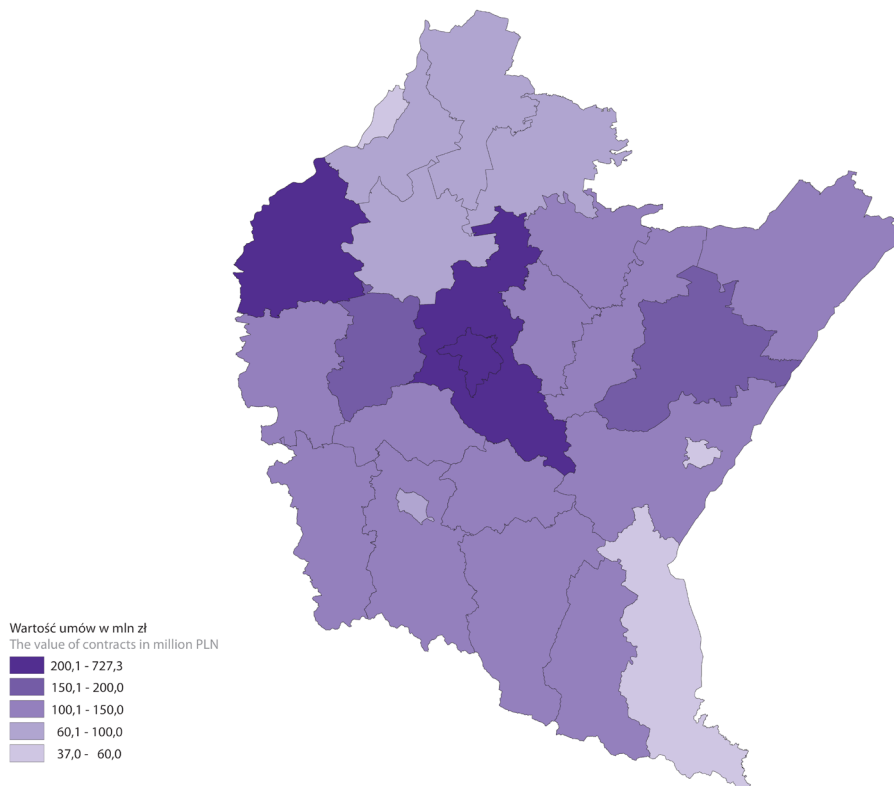 Wartość umów w mln zł
The value of contracts in million PLN
200,1 - 727,3
150,1 - 200,0
100,1 - 150,0
60,1 - 100,0
37,0 - 60,0